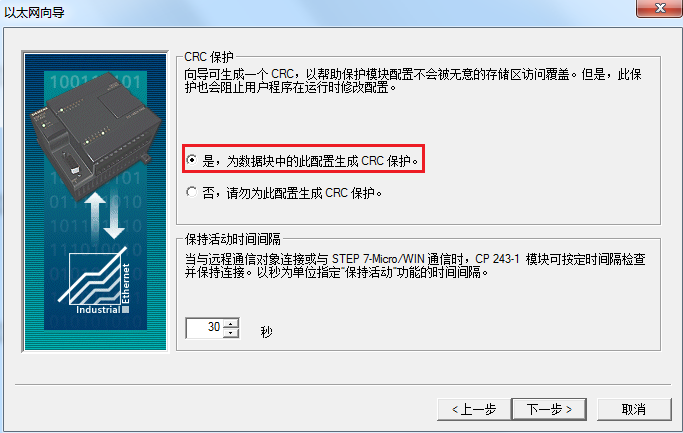 以太网向导
CRC 保护
向导可生成一个 CRC，以帮助保护模块配置不会被无意的存储区访问覆盖。但是，此保
护也会阻止用户程序在运行时修改配置。
是，为数据块中的此配置生成 CRC 保护。
否，请勿为此配置生成 CRC 保护。
保持活动时间间隔
当与远程通信对象连接或与 STEP 7-Micro/WIN 通信时，CP 243-1 模块可按定时间隔检查
并保持连接。以秒为单位指定"保持活动"功能的时间间隔。
30 秒
Industrial
Ethernet
<上一步
下一步>
取消